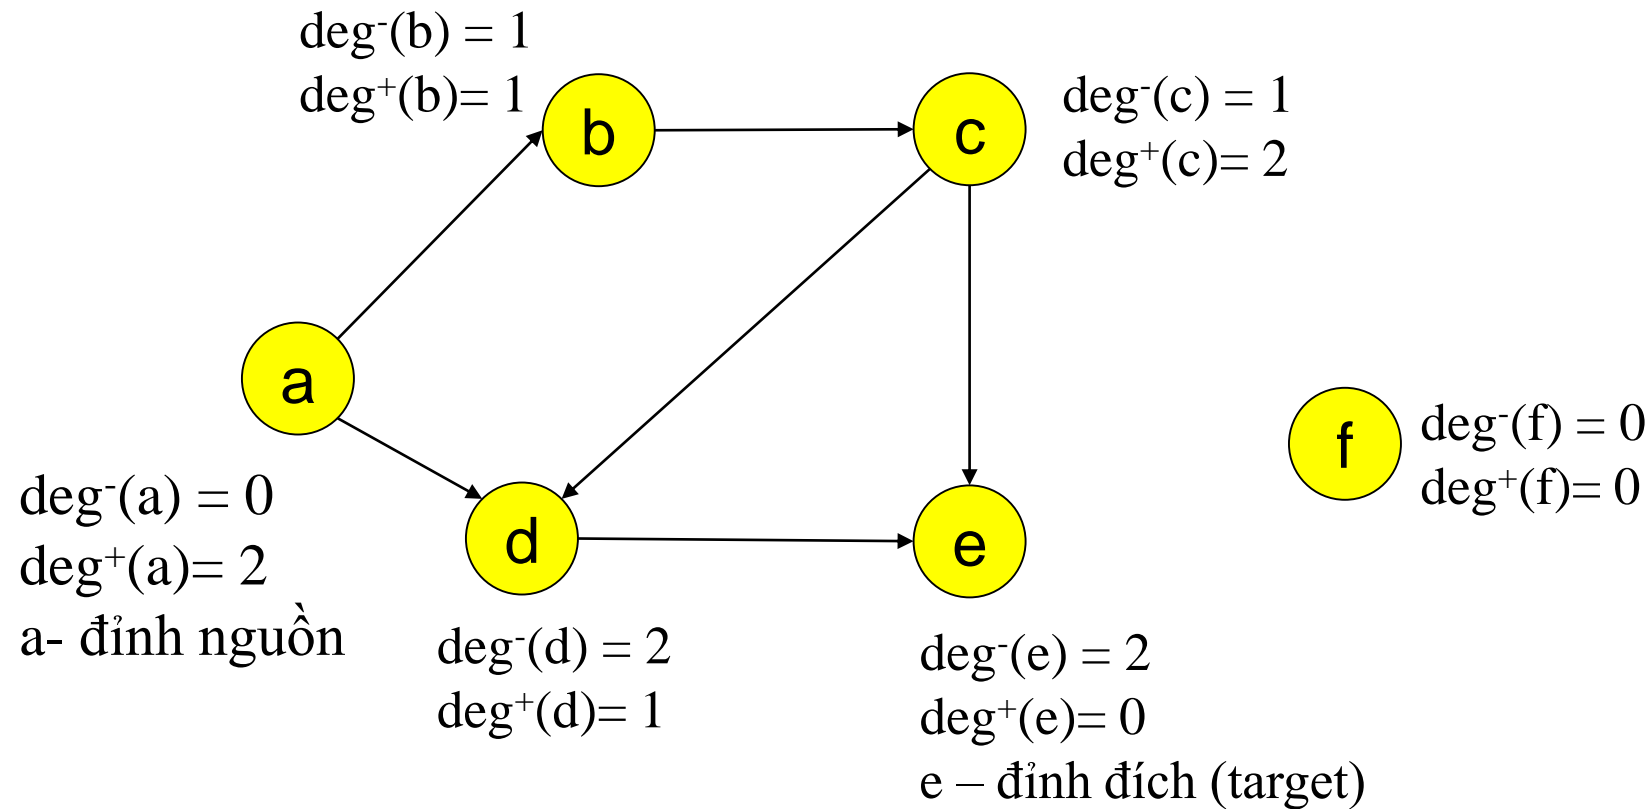 deg⁻(b) = 1
deg⁺(b)= 1
b
c
deg⁻(c) = 1
deg⁺(c)= 2
a
deg⁻(a) = 0
deg⁺(a)= 2
a- đỉnh nguồn
d
deg⁻(d) = 2
deg⁺(d)= 1
e
deg⁻(e) = 2
deg⁺(e)= 0
e – đỉnh đích (target)
f
deg⁻(f) = 0
deg⁺(f)= 0